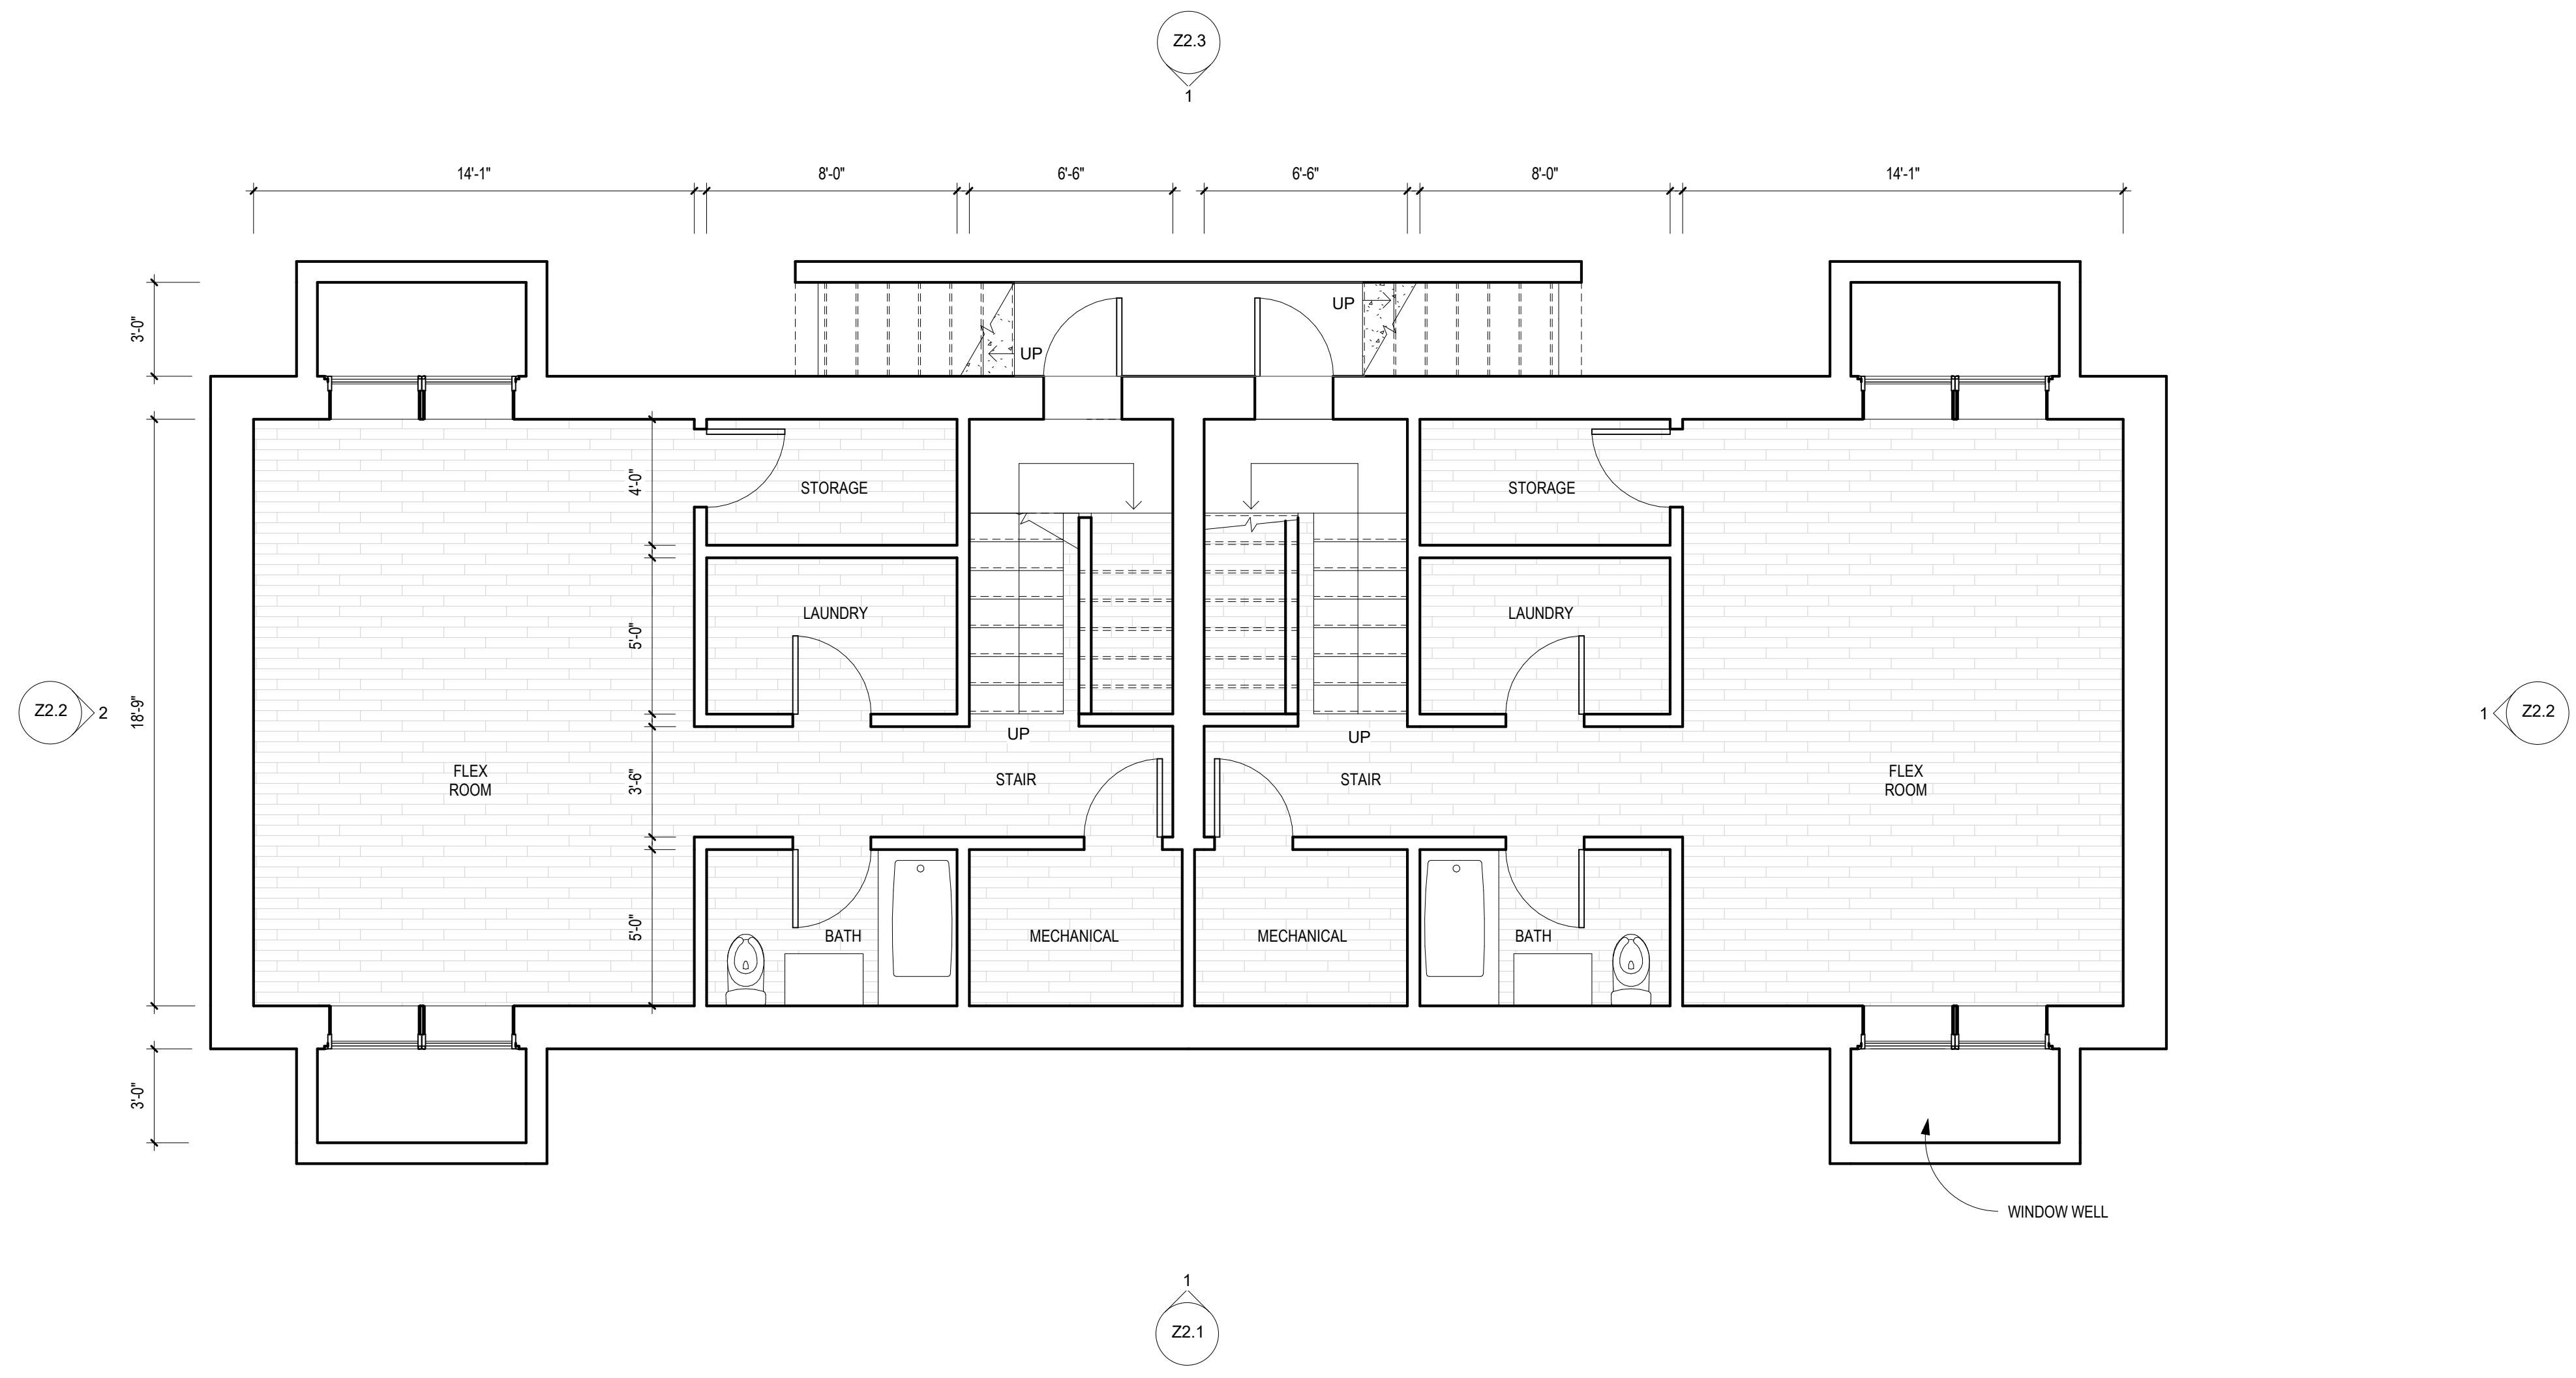 Z2.3
1
14'-1"
8'-0"
6'-6"
6'-6"
8'-0"
14'-1"
3'-0"
UP
UP
4'-0"
STORAGE
STORAGE
5'-0"
LAUNDRY
LAUNDRY
Z2.2
2
18'-9"
UP
UP
1
Z2.2
FLEX
ROOM
3'-6"
STAIR
STAIR
FLEX
ROOM
5'-0"
BATH
MECHANICAL
MECHANICAL
BATH
3'-0"
WINDOW WELL
1
Z2.1